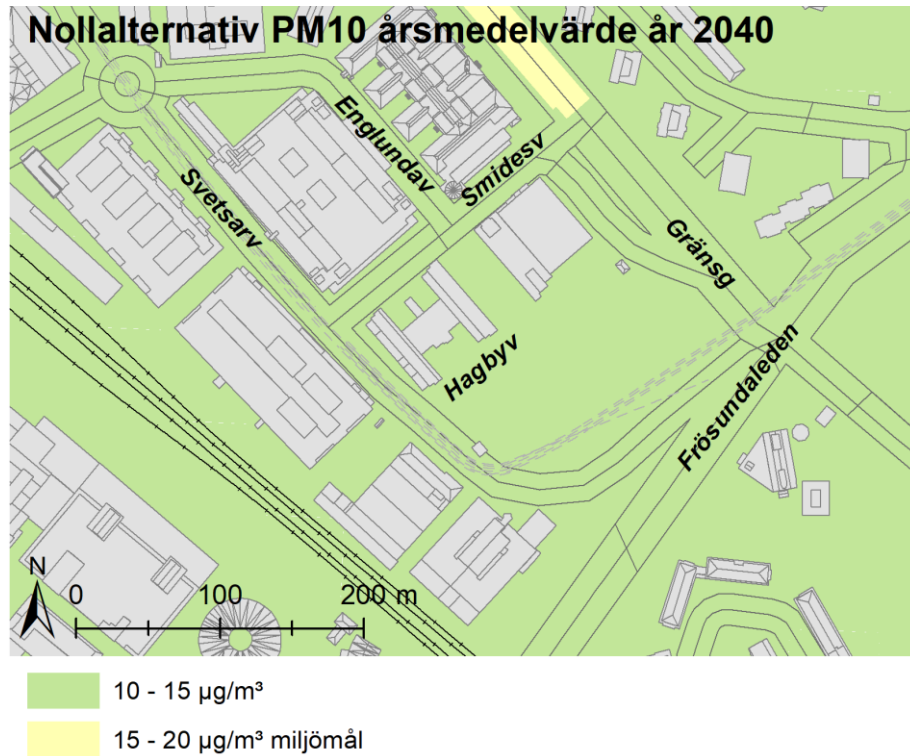 Nollalternativ PM10 årsmedelvärde år 2040
Englundav
Smidesv
Svetsarv
Gränsg
Hagbyv
Frösundaleden
N
0 100 200 m
10 - 15 µg/m³
15 - 20 µg/m³ miljömål